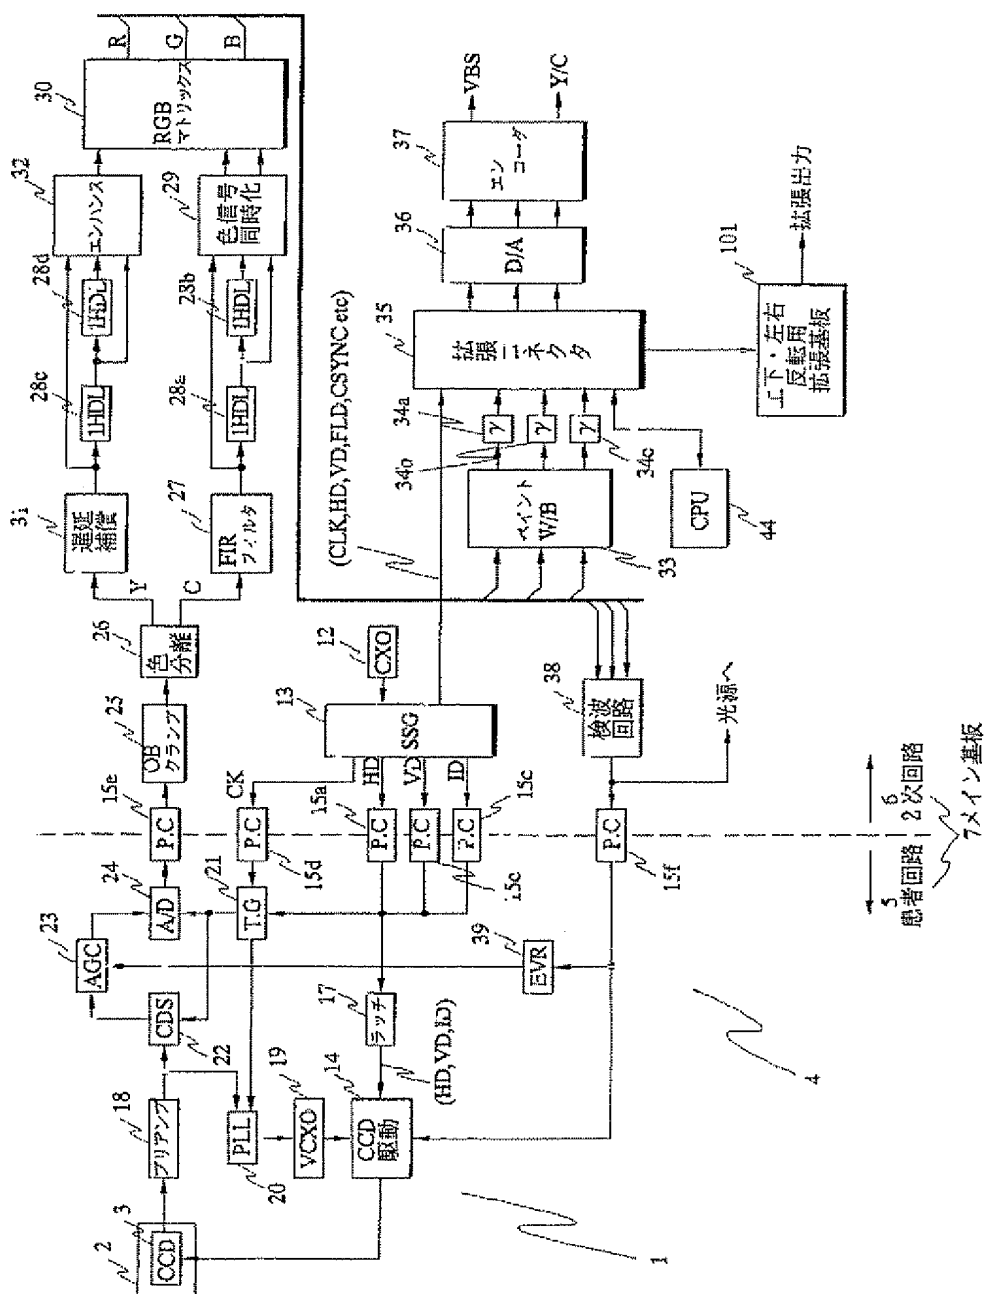 2
3
CCD
プリアンプ
18
CDS
22
AGC
23
A/D
24
P.C
15e
OB
クランプ
25
色
分離
26
Y
C
遅延
補償
31
FIR
フィルタ
27
1HDL
28c
1HDL
28d
1HDL
1HDL
28b
エンハンス
32
色信号
同時化
29
RGB
マトリックス
30
R
G
B
PLL
20
VCXO
19
CCD
駆動
14
ラッチ
17
(HD,VD,ID)
T.G
21
P.C
15d
CK
P.C
15a
HD
P.C
15c
VD
P.C
15c
ID
SSG
13
CXO
12
(CLK,HD,VD,FLD,CSYNC etc)
EVR
39
P.C
15f
検波
回路
38
光源へ
ペイント
W/B
33
γ
34a
γ
γ
34c
拡張コネクタ
35
D/A
36
エンコーダ
37
VBS
Y/C
CPU
44
上下・左右
反転用
拡張基板
101
拡張出力
5
患者回路
6
2次回路
7メイン基板
1
4